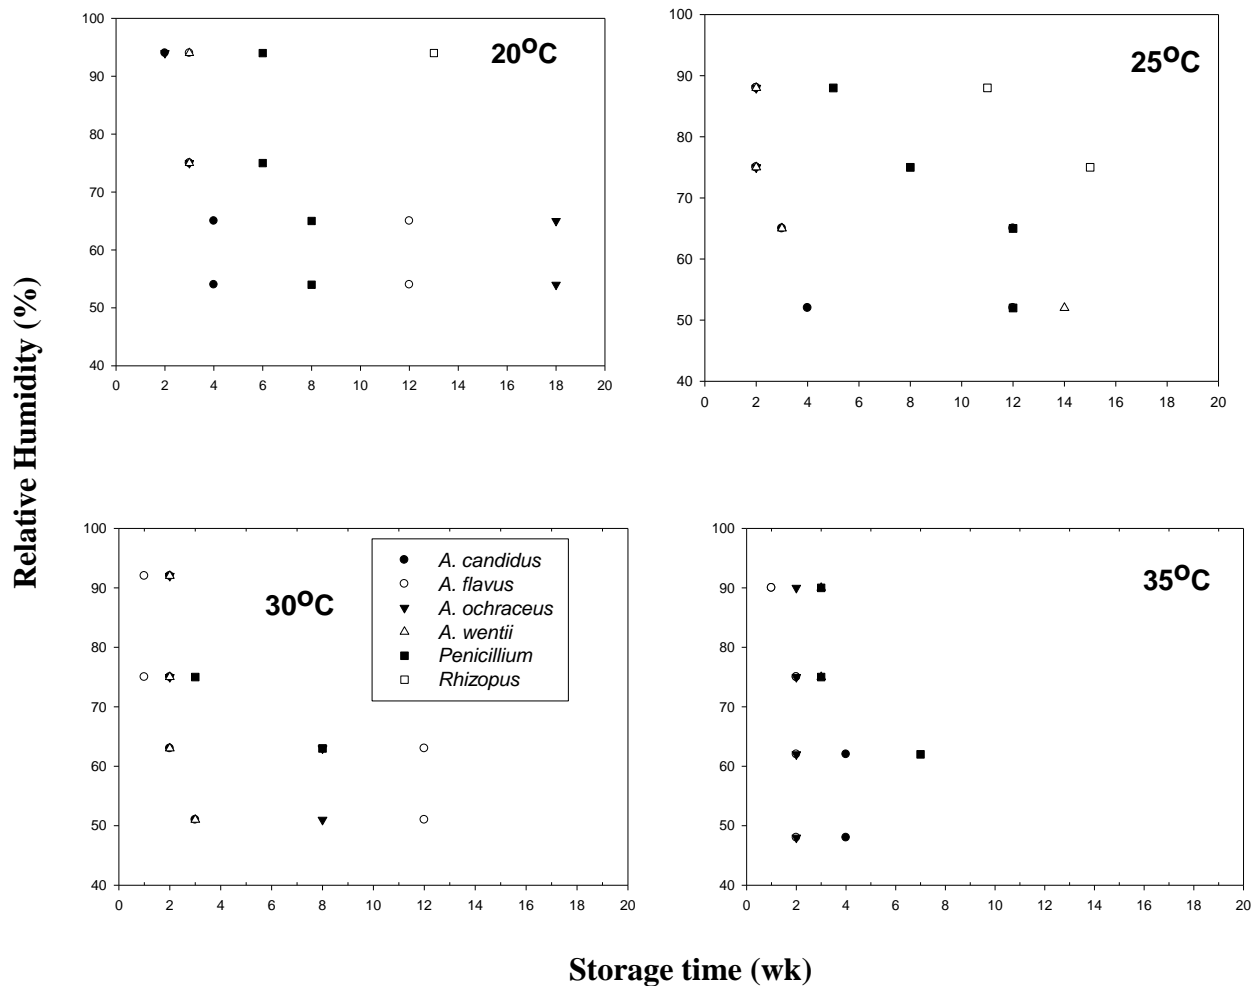 100
90
80
70
60
50
40
0 2 4 6 8 10 12 14 16 18 20
20ºC
100
90
80
70
60
50
40
0 2 4 6 8 10 12 14 16 18 20
25ºC
Relative Humidity (%)
100
90
80
70
60
50
40
0 2 4 6 8 10 12 14 16 18 20
30ºC
A. candidus
A. flavus
A. ochraceus
A. wentii
Penicillium
Rhizopus
100
90
80
70
60
50
40
0 2 4 6 8 10 12 14 16 18 20
35ºC
Storage time (wk)